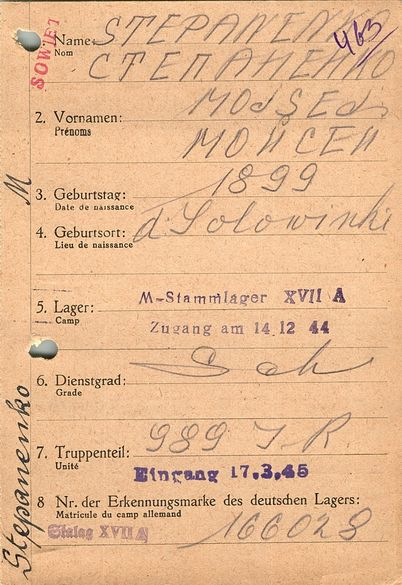 SOWJET
1. Name: STEPANENKO
Nom
463
СТЕПАНЕНКО
2. Vornamen:
Prénoms
МОИСЕИ
3. Geburtstag: 1899
Date de naissance
M
4. Geburtsort: d. Solowinki
Lieu de naissance
5. Lager: M-Stammlager XVII A
Camp
Zugang am 14 12 44
6. Dienstgrad:
Grade
Sol
7. Truppenteil: 989 J-R
Unité
Eingang 17.3.45
8 Nr. der Erkennungsmarke des deutschen Lagers:
Matricule du camp allemand
Stalag XVII A
166028
Stepanenko